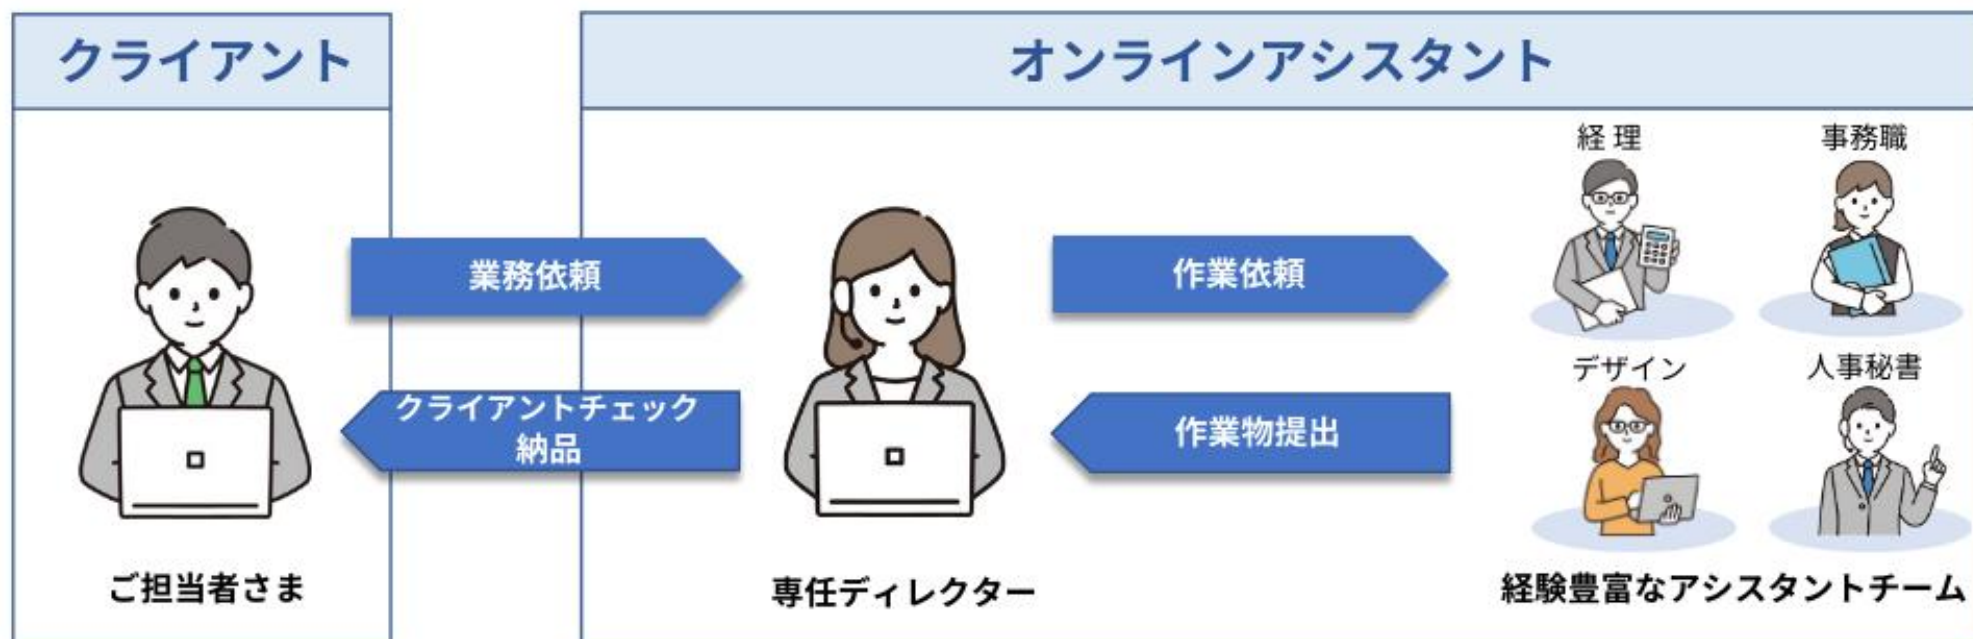 クライアント
オンラインアシスタント
経理
事務職
業務依頼
作業依頼
デザイン
人事秘書
クライアントチェック
納品
作業物提出
ご担当者さま
専任ディレクター
経験豊富なアシスタントチーム